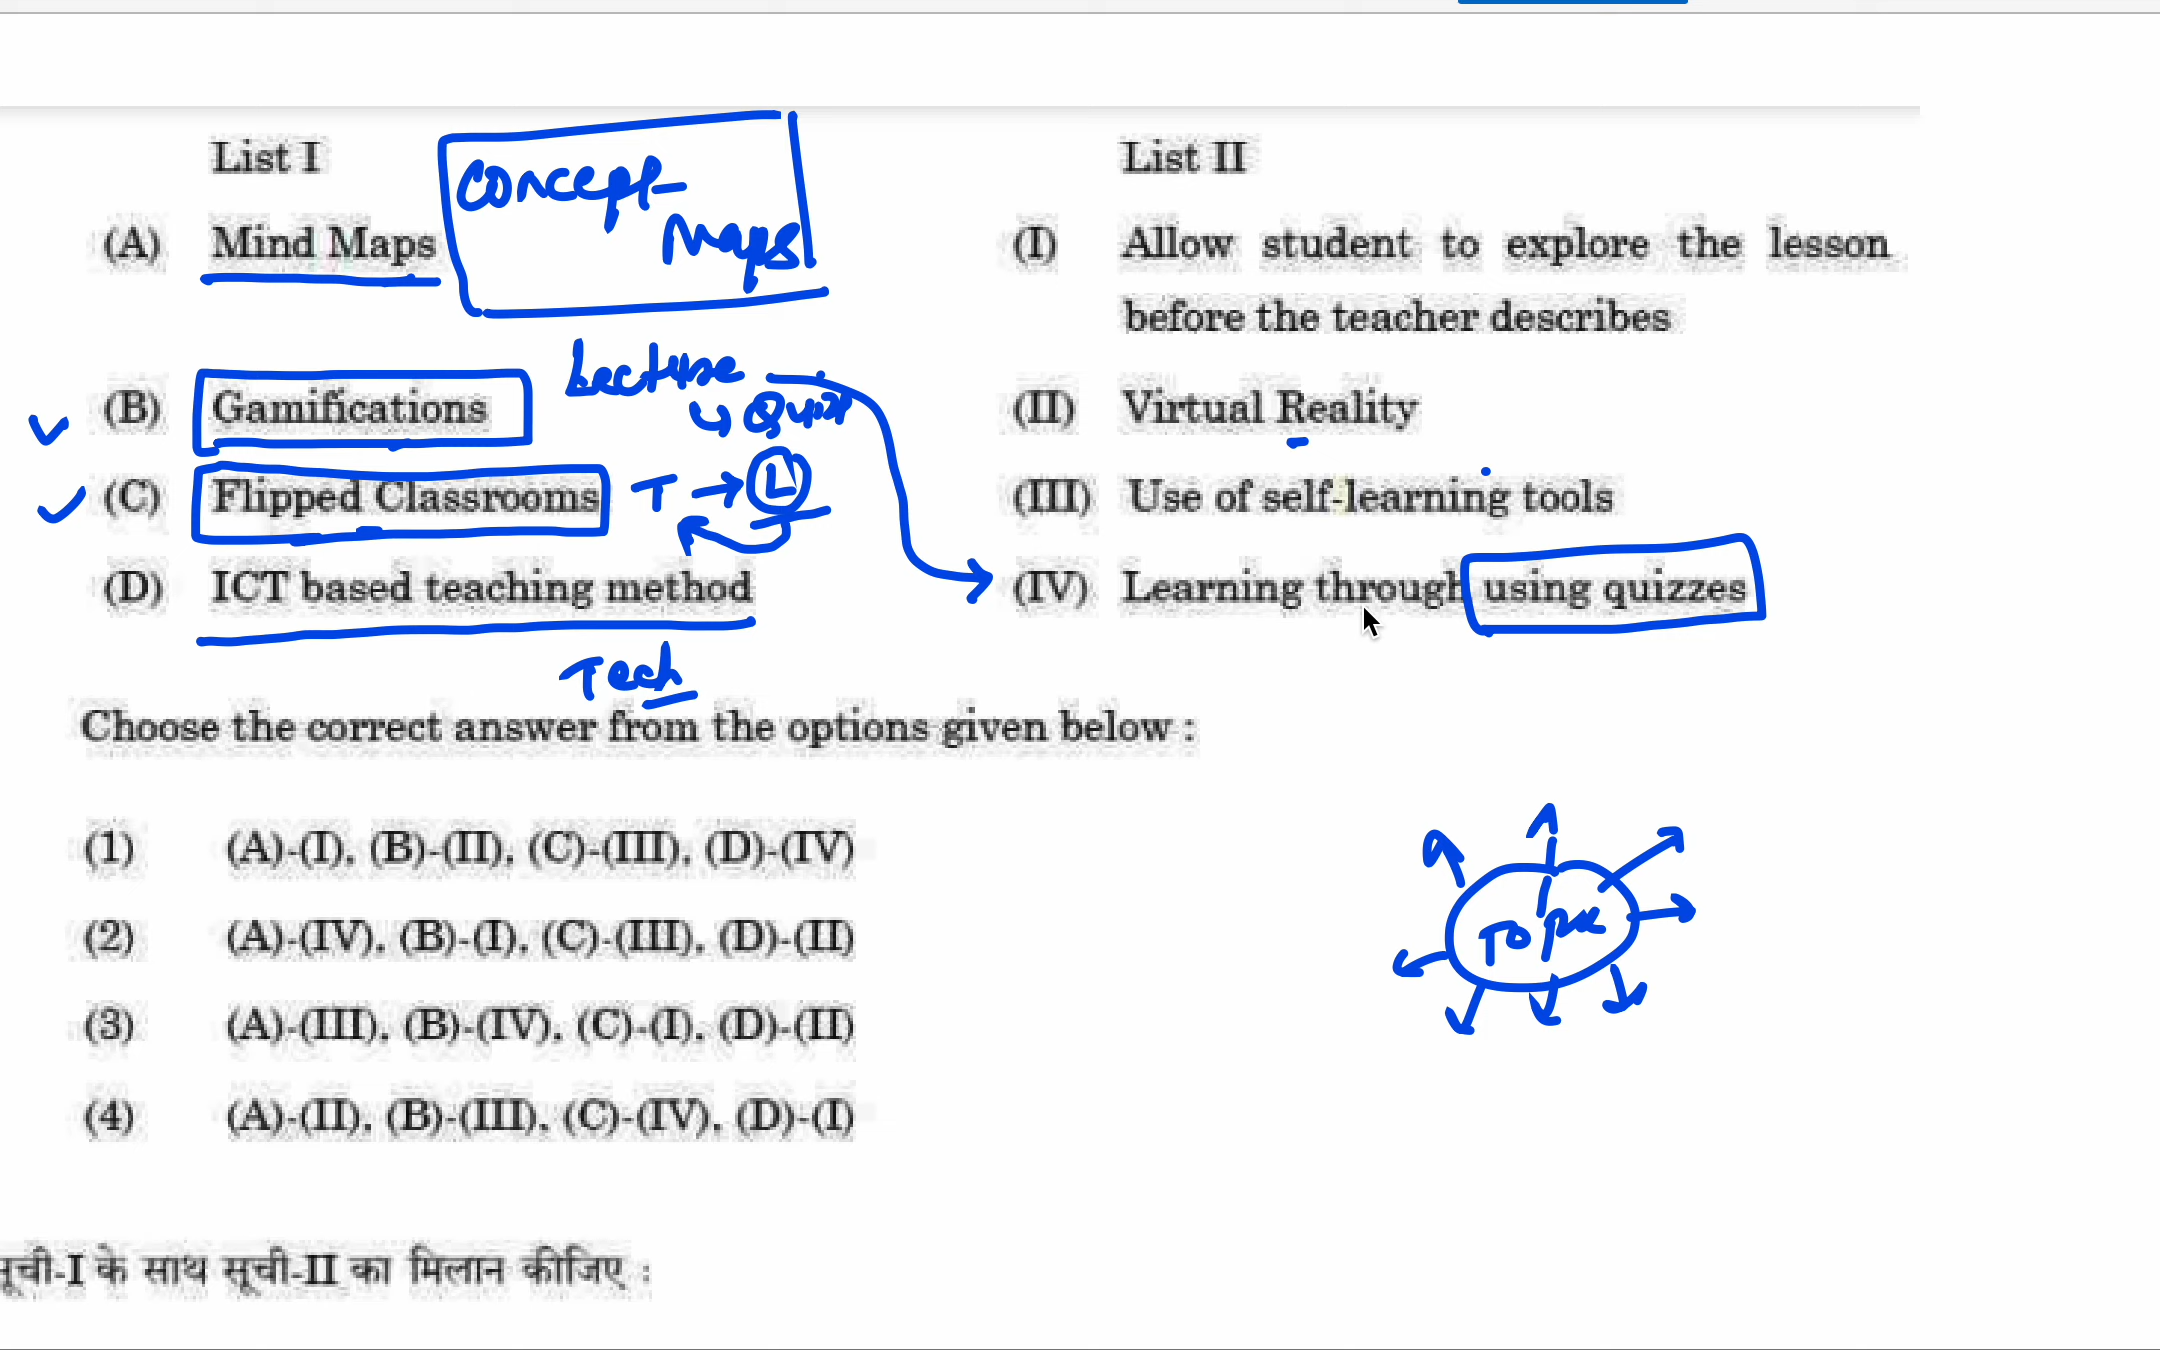 List I
List II
Concept
Maps
(A) Mind Maps
(I) Allow student to explore the lesson
before the teacher describes
Lecture
(B) Gamifications
Quiz
(II) Virtual Reality
(C) Flipped Classrooms
T → L
(III) Use of self-learning tools
(D) ICT based teaching method
(IV) Learning through using quizzes
Tech
Choose the correct answer from the options given below :
(1) (A)-(I), (B)-(II), (C)-(III), (D)-(IV)
(2) (A)-(IV), (B)-(I), (C)-(III), (D)-(II)
Topic
(3) (A)-(III), (B)-(IV), (C)-(I), (D)-(II)
(4) (A)-(II), (B)-(III), (C)-(IV), (D)-(I)
सूची-I के साथ सूची-II का मिलान कीजिए :